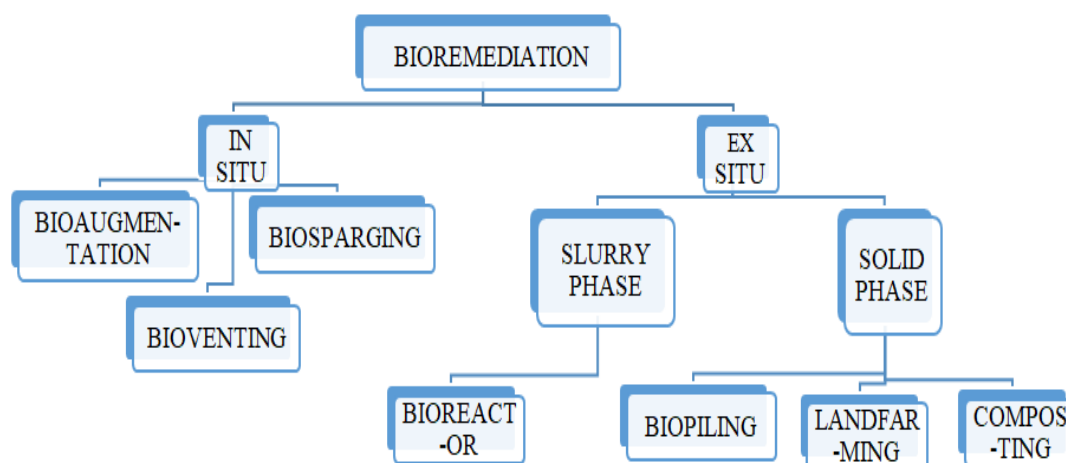 BIOREMEDIATION
IN
SITU
EX
SITU
BIOAUGMEN-
TATION
BIOSPARGING
BIOVENTING
SLURRY
PHASE
SOLID
PHASE
BIOREACT
-OR
BIOPILING
LANDFAR
-MING
COMPOS
-TING